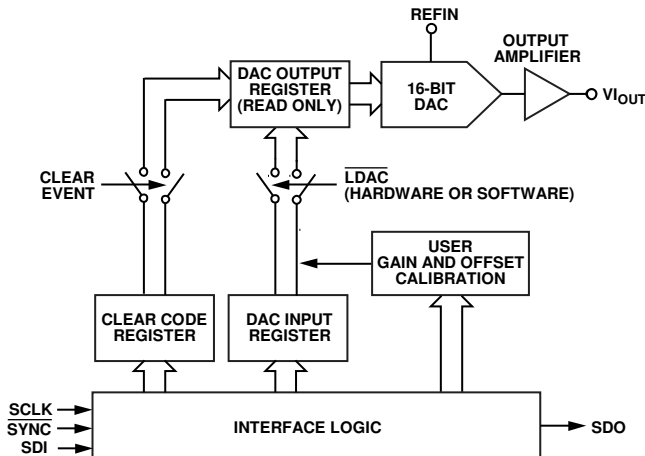 REFIN
OUTPUT
AMPLIFIER
DAC OUTPUT
REGISTER
(READ ONLY)
16-BIT
DAC
VIOUT
CLEAR
EVENT
LDAC
(HARDWARE OR SOFTWARE)
USER
GAIN AND OFFSET
CALIBRATION
CLEAR CODE
REGISTER
DAC INPUT
REGISTER
SCLK
SYNC
SDI
INTERFACE LOGIC
SDO